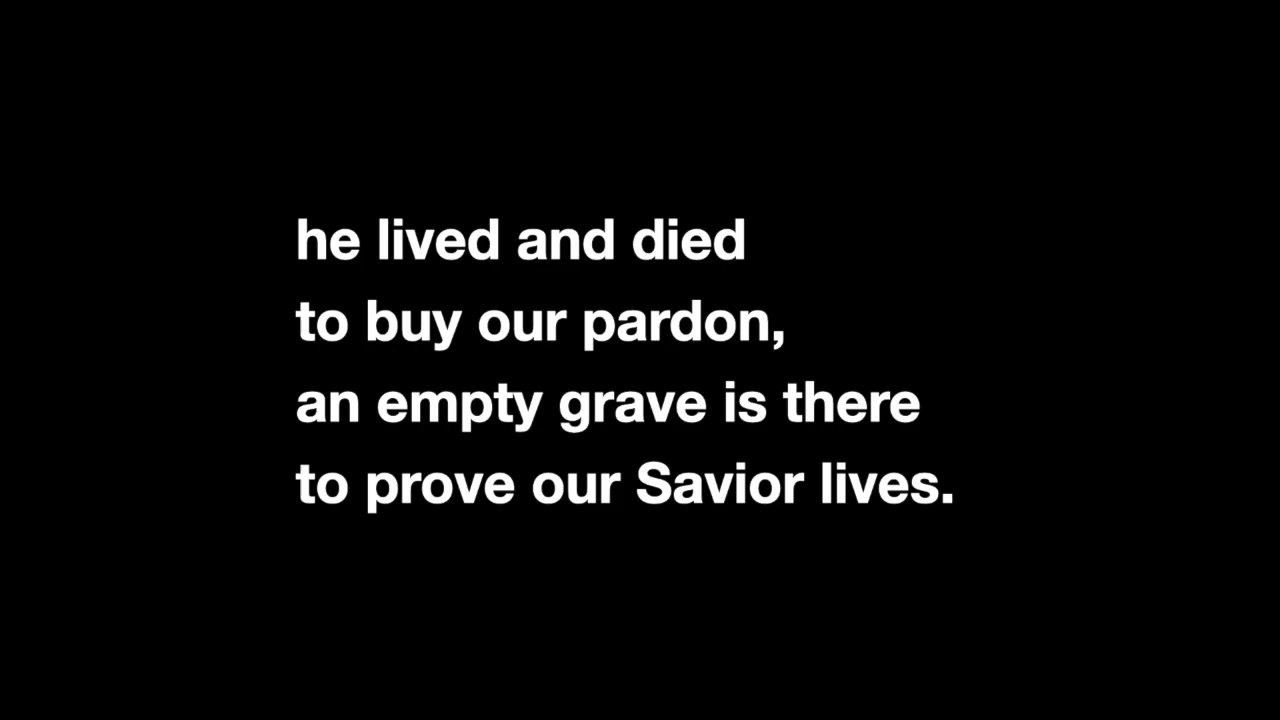 he lived and died
to buy our pardon,
an empty grave is there
to prove our Savior lives.